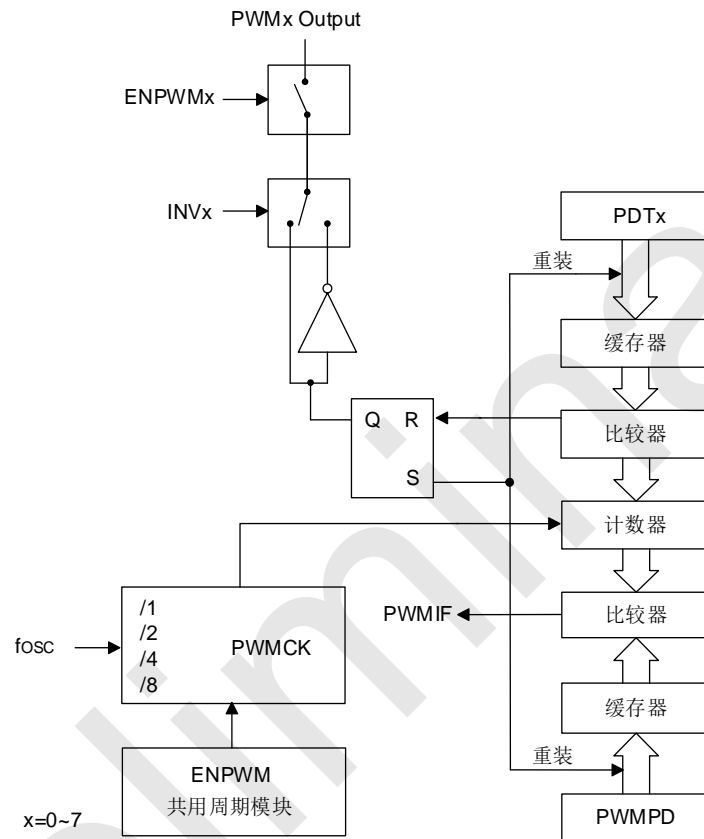 PWMx Output
ENPWMx
INVx
PDTx
重装
缓存器
Q R
S
比较器
计数器
/1
/2
/4
/8
PWMCK
fOSC
PWMIF
比较器
缓存器
重装
ENPWM
共用周期模块
PWMPD
x=0~7